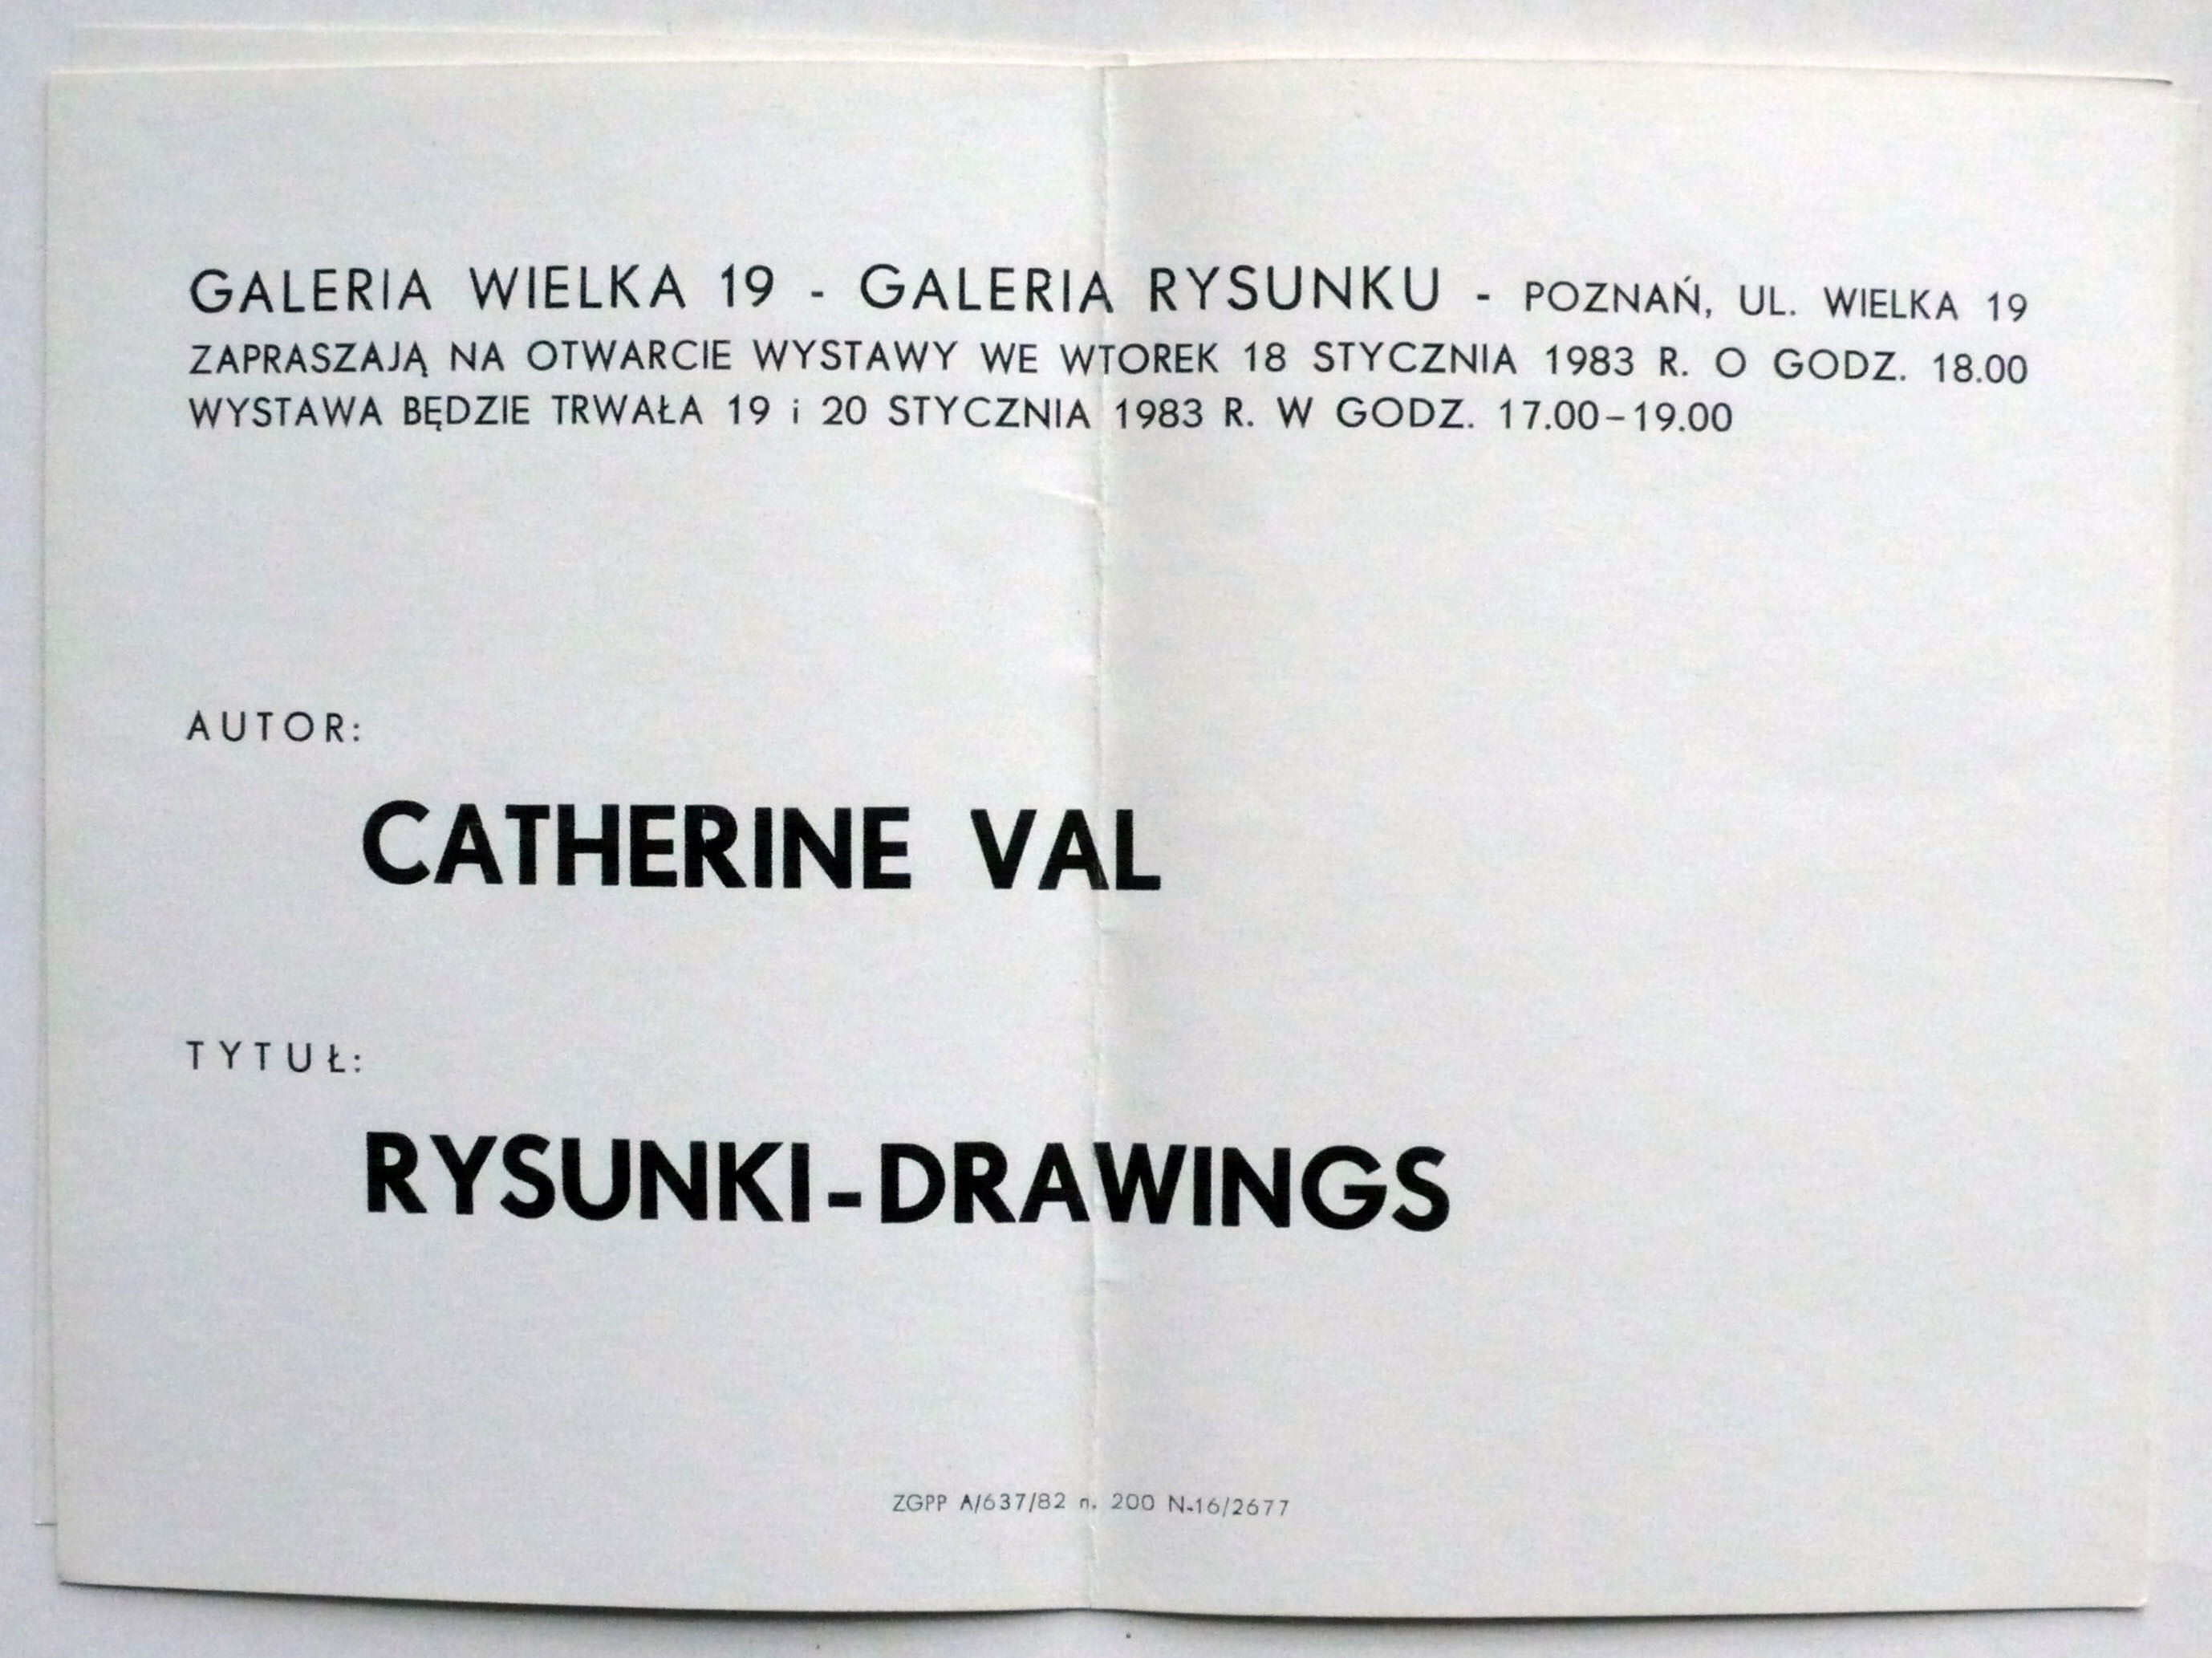 GALERIA WIELKA 19 - GALERIA RYSUNKU - POZNAŃ, UL. WIELKA 19
ZAPRASZAJĄ NA OTWARCIE WYSTAWY WE WTOREK 18 STYCZNIA 1983 R. O GODZ. 18.00
WYSTAWA BĘDZIE TRWAŁA 19 i 20 STYCZNIA 1983 R. W GODZ. 17.00–19.00
AUTOR:
CATHERINE VAL
TYTUŁ:
RYSUNKI-DRAWINGS
ZGPP A/637/82 n. 200 N-16/2677